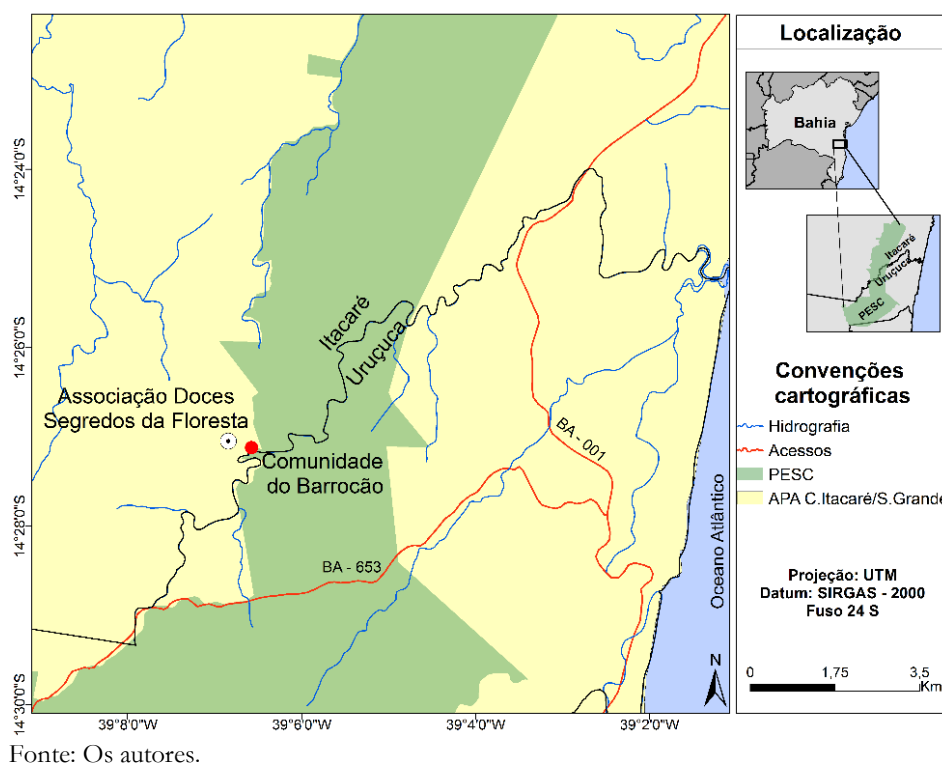 14°24'0"S
14°26'0"S
14°28'0"S
14°30'0"S
39°8'0"W
39°6'0"W
39°4'0"W
39°2'0"W
Itacaré
Uruçuca
Associação Doces
Segredos da Floresta
Comunidade
do Barrocão
BA - 001
BA - 653
Oceano Atlântico
N
Localização
Bahia
Itacaré
Uruçuca
PESC
Convenções
cartográficas
Hidrografia
Acessos
PESC
APA C.Itacaré/S.Grande
Projeção: UTM
Datum: SIRGAS - 2000
Fuso 24 S
0 1,75 3,5
Km
Fonte: Os autores.